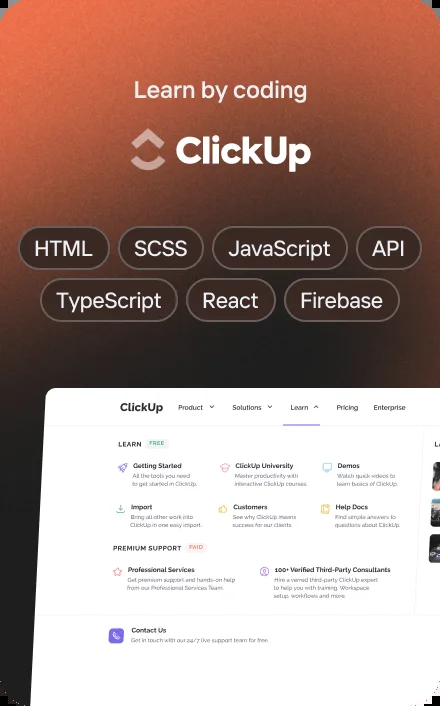 Learn by coding
ClickUp
HTML SCSS JavaScript API
TypeScript React Firebase
ClickUp Product Solutions Learn Pricing Enterprise
LEARN FREE
Getting Started ClickUp University Demos
All the tools you need Master productivity with Watch quick videos to
to get started in ClickUp. interactive ClickUp courses. learn basics of ClickUp.
Import Customers Help Docs
Bring all other work into See why ClickUp Means Find simple answers to
ClickUp in one easy import. success for our clients questions about ClickUp.
PREMIUM SUPPORT PAID
Professional Services 100+ Verified Third-Party Consultants
Get premium support and hands-on help Hire a verred third-party ClickUp expert
from our Professional Services Team. to help you with training, Workspace
setup, workflows and more.
Contact Us
Get in touch with our 24/7 live support team for free.